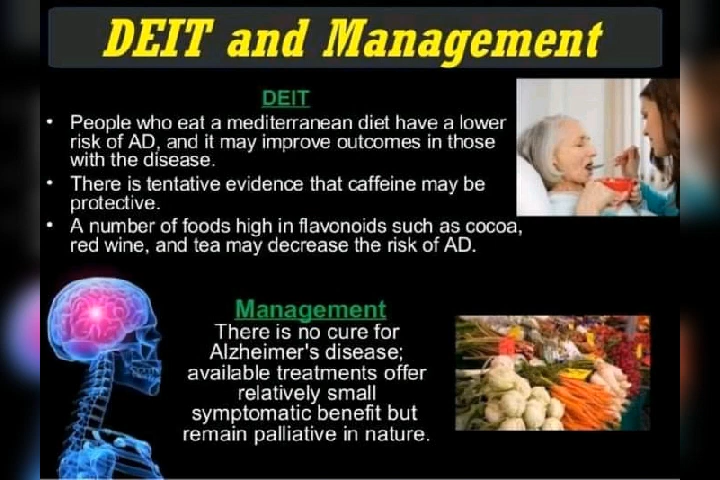 DEIT and Management
DEIT
• People who eat a mediterranean diet have a lower
risk of AD, and it may improve outcomes in those
with the disease.
• There is tentative evidence that caffeine may be
protective.
• A number of foods high in flavonoids such as cocoa,
red wine, and tea may decrease the risk of AD.
Management
There is no cure for
Alzheimer's disease;
available treatments offer
relatively small
symptomatic benefit but
remain palliative in nature.